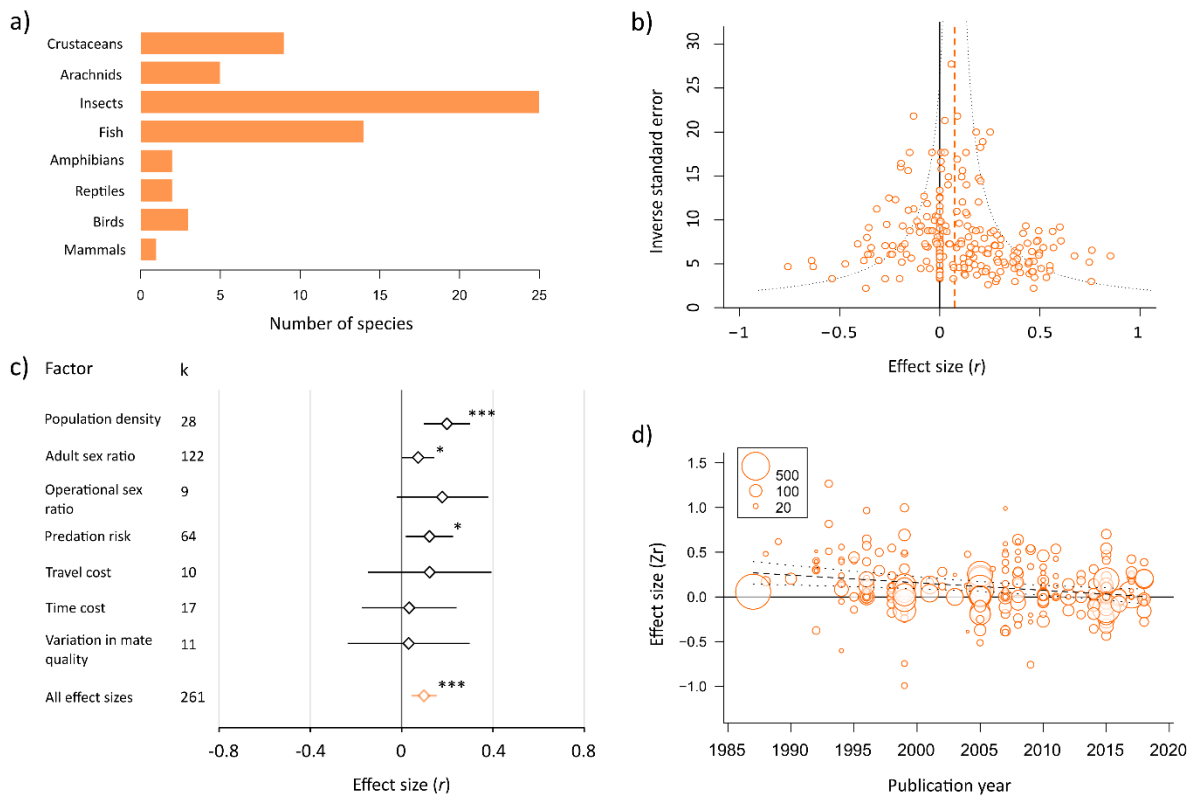 a)
Crustaceans
Arachnids
Insects
Fish
Amphibians
Reptiles
Birds
Mammals
0 5 10 15 20 25
Number of species
b)
30
25
20
15
10
5
0
Inverse standard error
−1 −0.5 0 0.5 1
Effect size (r)
c) Factor k
Population density 28 ***
Adult sex ratio 122 *
Operational sex
ratio 9
Predation risk 64 *
Travel cost 10
Time cost 17
Variation in mate
quality 11
All effect sizes 261 ***
-0.8 -0.4 0 0.4 0.8
Effect size (r)
d)
500
100
20
1.5
1.0
0.5
0.0
−0.5
−1.0
Effect size (Zr)
1985 1990 1995 2000 2005 2010 2015 2020
Publication year